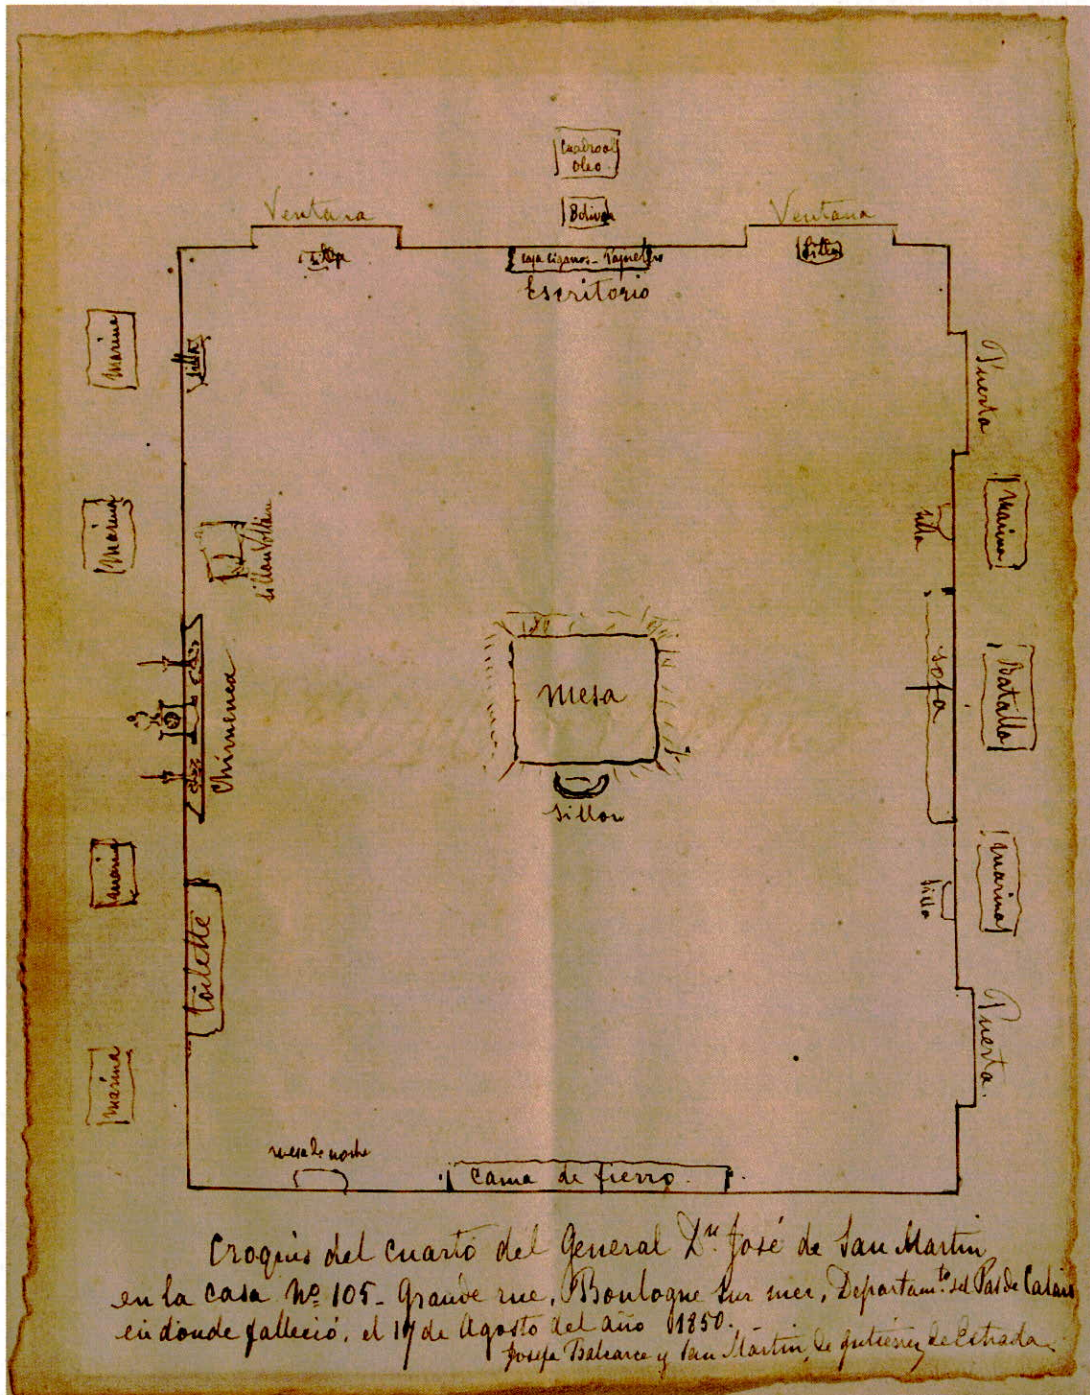 Cuadro al
Oleo.
Bolivar
Ventana
Ventana
Silla
Caja Cigarros - Papelero
Silla
Escritorio
Marina
Silla
Puerta
Marina
Sillon Voltaire
Silla
Marina
Chimenea
mesa
Sillon
sofa
Batalla
Marina
toilette
Silla
Marina
Marina
Puerta.
mesa de noche
Cama de fierro.
Croquis del cuarto del General Dn. José de San Martin
en la casa Nº 105 - Grande rue, Boulogne sur mer, Departamto. del Pas de Calais
en donde falleció, el 17 de Agosto del año 1850.
Josefa Balcarce y San Martin de Gutierrez de Estrada